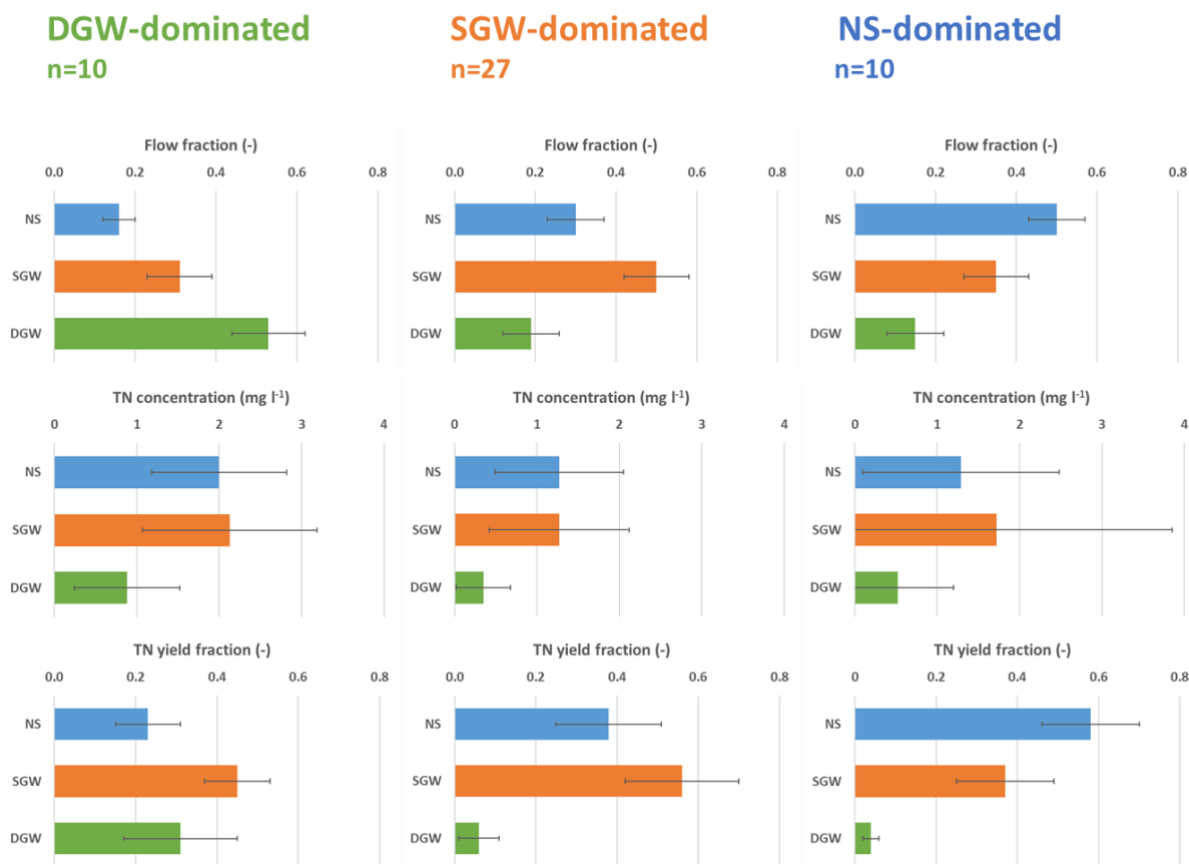 DGW-dominated
n=10
SGW-dominated
n=27
NS-dominated
n=10
Flow fraction (-)
0.0 0.2 0.4 0.6 0.8
NS
SGW
DGW
Flow fraction (-)
0.0 0.2 0.4 0.6 0.8
NS
SGW
DGW
Flow fraction (-)
0.0 0.2 0.4 0.6 0.8
NS
SGW
DGW
TN concentration (mg l⁻¹)
0 1 2 3 4
NS
SGW
DGW
TN concentration (mg l⁻¹)
0 1 2 3 4
NS
SGW
DGW
TN concentration (mg l⁻¹)
0 1 2 3 4
NS
SGW
DGW
TN yield fraction (-)
0.0 0.2 0.4 0.6 0.8
NS
SGW
DGW
TN yield fraction (-)
0.0 0.2 0.4 0.6 0.8
NS
SGW
DGW
TN yield fraction (-)
0.0 0.2 0.4 0.6 0.8
NS
SGW
DGW